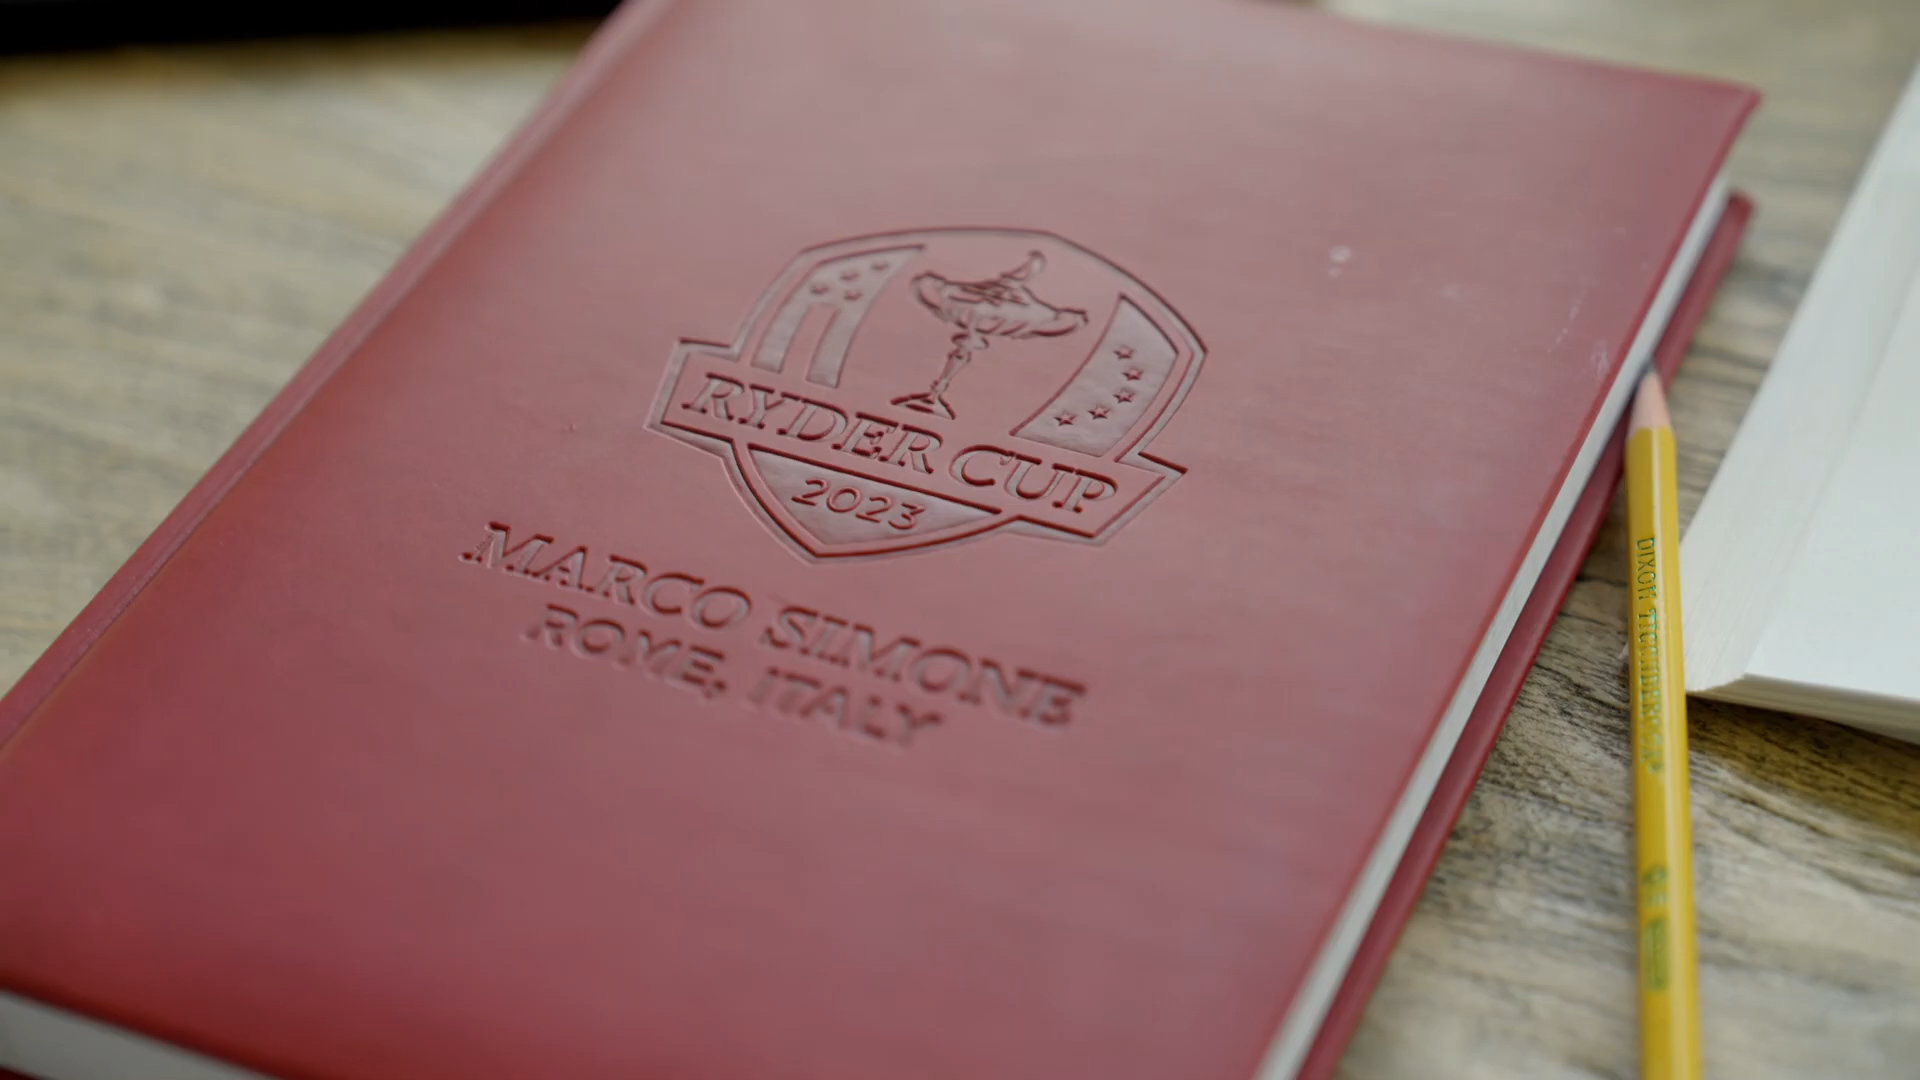 RYDER CUP
2023
MARCO SIMONE
ROME, ITALY
DIXON TICONDEROGA